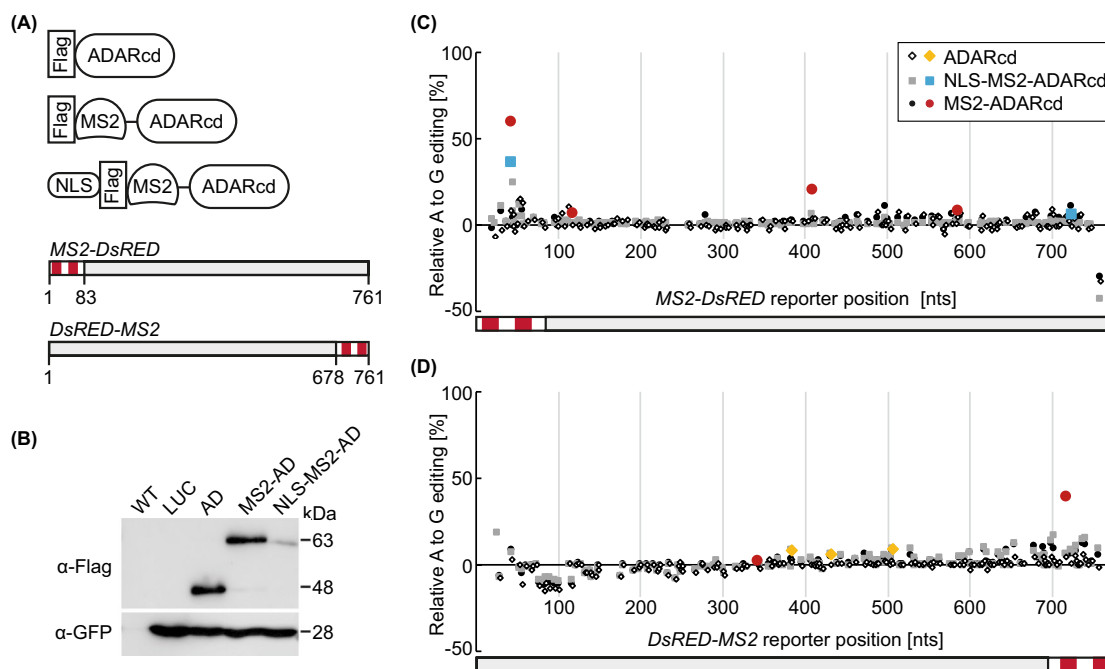 (A)
Flag ADARcd
Flag MS2 ADARcd
NLS Flag MS2 ADARcd
MS2-DsRED
1 83 761
DsRED-MS2
1 678 761
(B)
WT LUC AD MS2-AD NLS-MS2-AD
kDa
α-Flag
63
48
α-GFP
28
(C)
Relative A to G editing [%]
100
50
0
-50
100 200 300 400 500 600 700
MS2-DsRED reporter position [nts]
ADARcd
NLS-MS2-ADARcd
MS2-ADARcd
(D)
Relative A to G editing [%]
100
50
0
-50
100 200 300 400 500 600 700
DsRED-MS2 reporter position [nts]